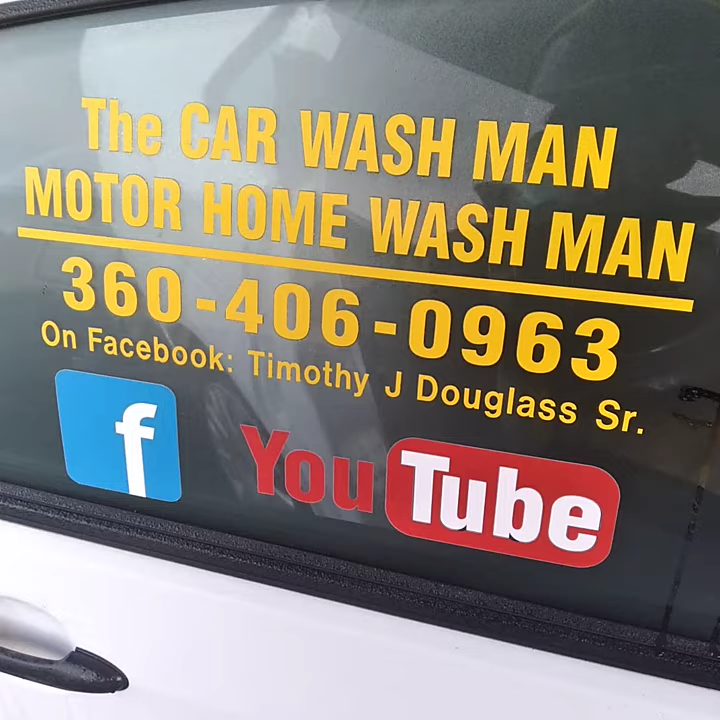 The CAR WASH MAN
MOTOR HOME WASH MAN
360-406-0963
On Facebook: Timothy J Douglass Sr.
f
YouTube